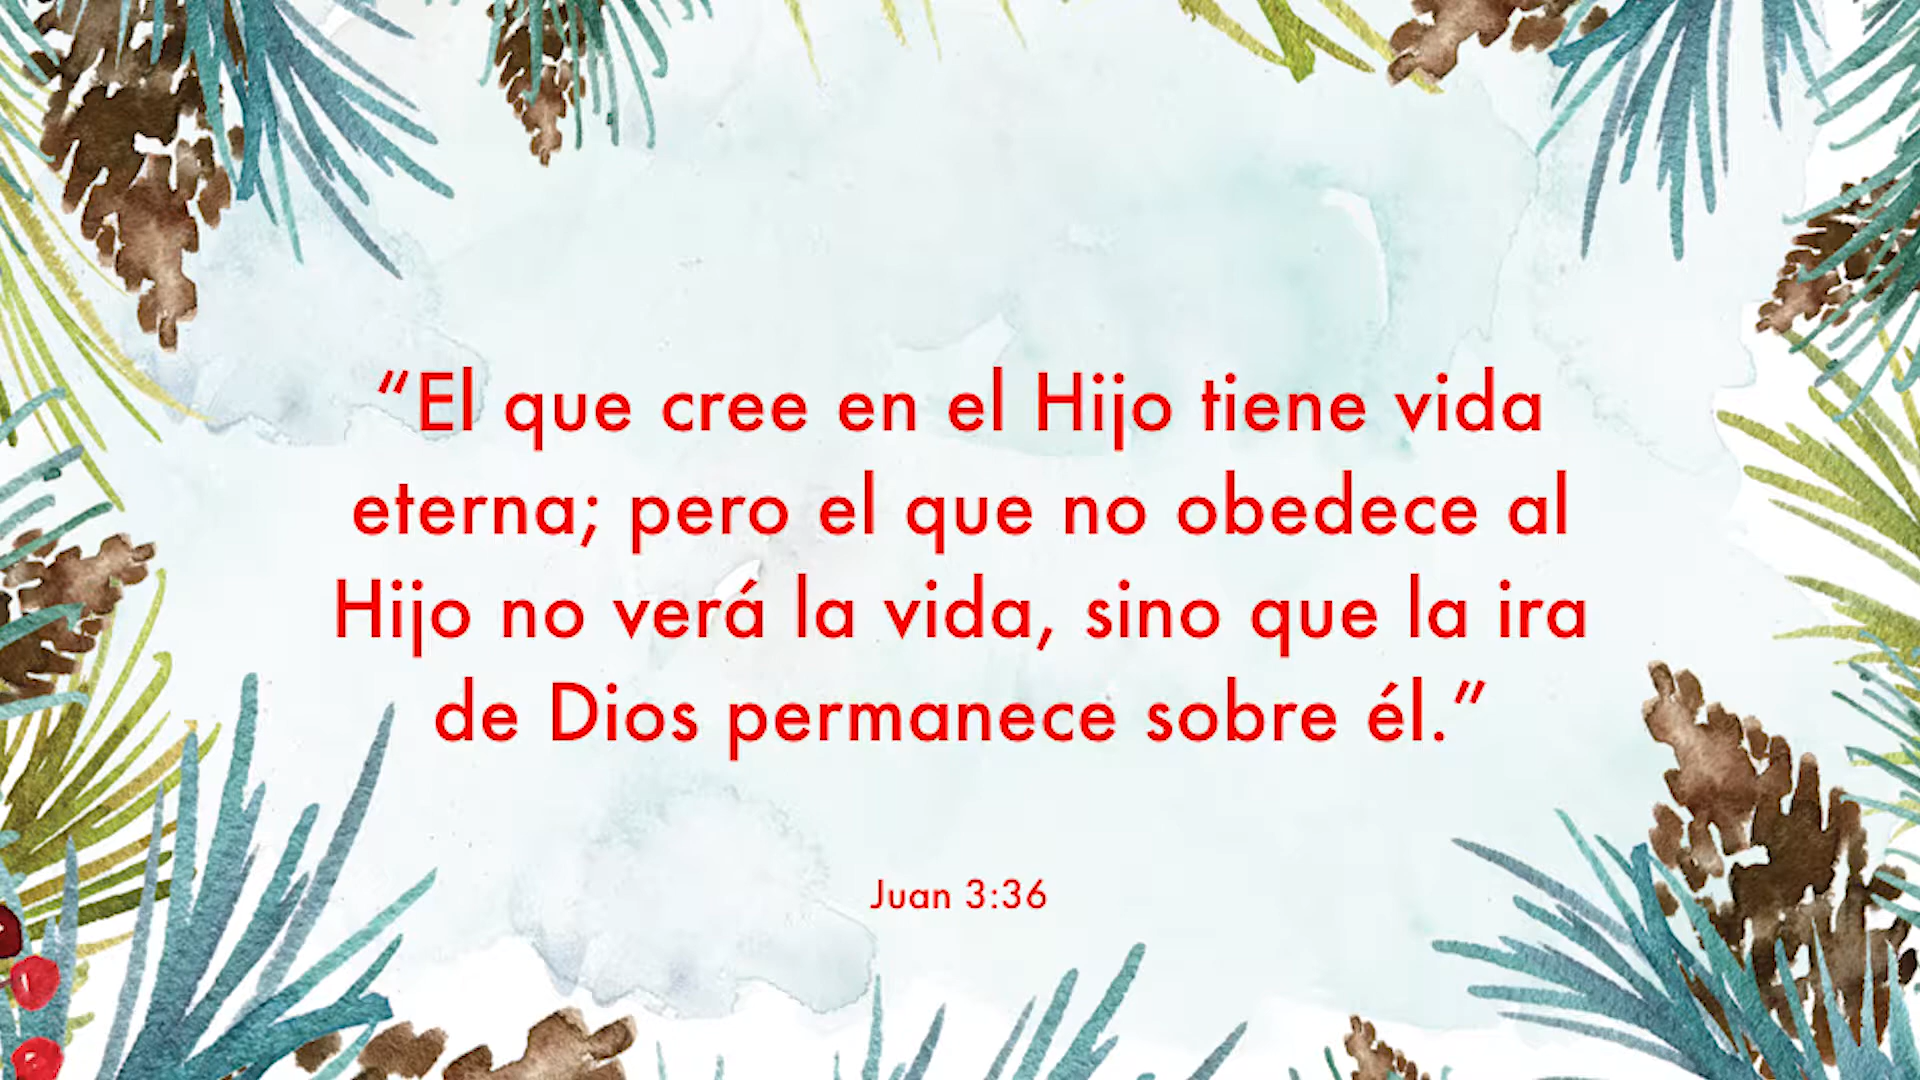 “El que cree en el Hijo tiene vida
eterna; pero el que no obedece al
Hijo no verá la vida, sino que la ira
de Dios permanece sobre él.”
Juan 3:36